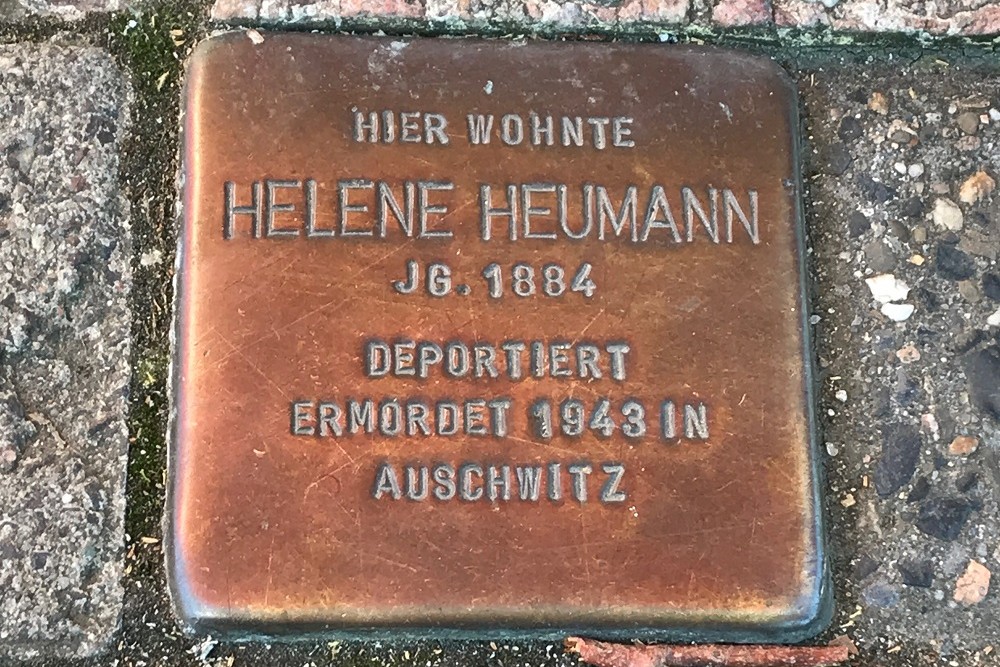 HIER WOHNTE
HELENE HEUMANN
JG. 1884
DEPORTIERT
ERMORDET 1943 IN
AUSCHWITZ